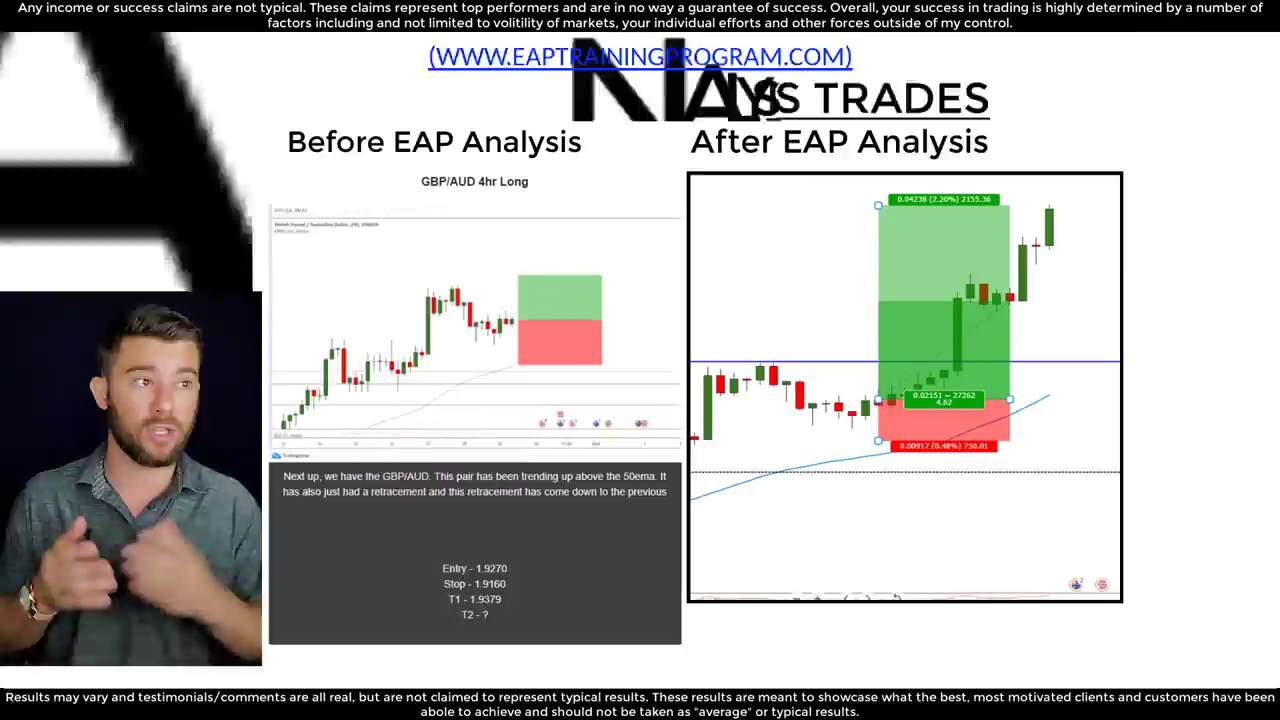 Any income or success claims are not typical. These claims represent top performers and are in no way a guarantee of success. Overall, your success in trading is highly determined by a number of
factors including and not limited to volitility of markets, your individual efforts and other forces outside of my control.
(WWW.EAPTRAININGPROGRAM.COM)
TRADES
Before EAP Analysis
After EAP Analysis
GBP/AUD 4hr Long
0.04238 (2.20%) 2155.36
0.02151 ~ 27262
4.62
0.00917 (0.48%) 750.01
Next up, we have the GBP/AUD. This pair has been trending up above the 50ema. It
has also just had a retracement and this retracement has come down to the previous
Entry - 1.9270
Stop - 1.9160
T1 - 1.9379
T2 - ?
Results may vary and testimonials/comments are all real, but are not claimed to represent typical results. These results are meant to showcase what the best, most motivated clients and customers have been
abole to achieve and should not be taken as "average" or typical results.